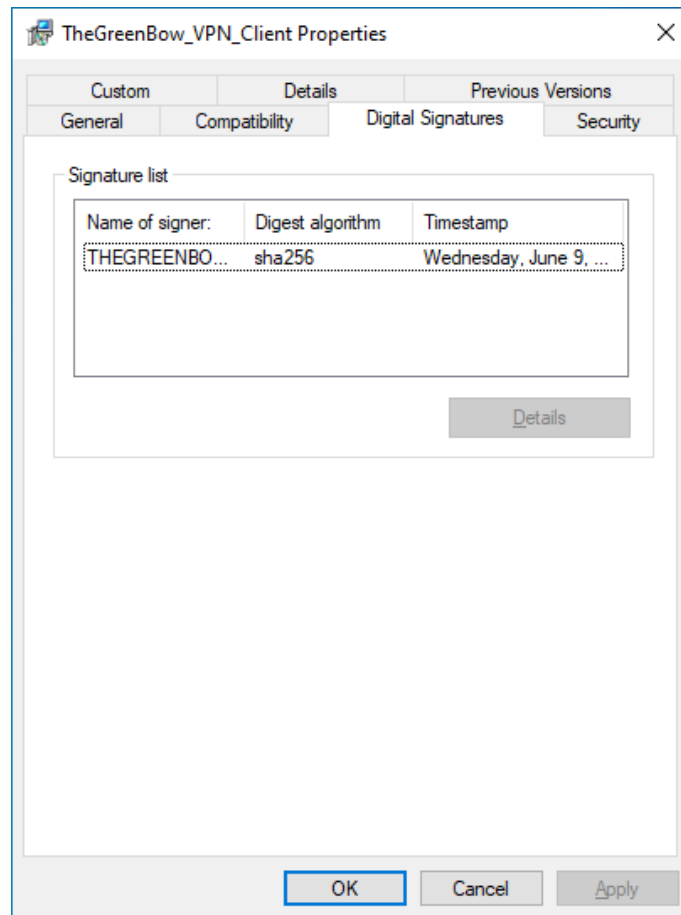 TheGreenBow_VPN_Client Properties
Custom Details Previous Versions
General Compatibility Digital Signatures Security
Signature list
Name of signer: Digest algorithm Timestamp
THEGREENBO... sha256 Wednesday, June 9, ...
Details
OK Cancel Apply